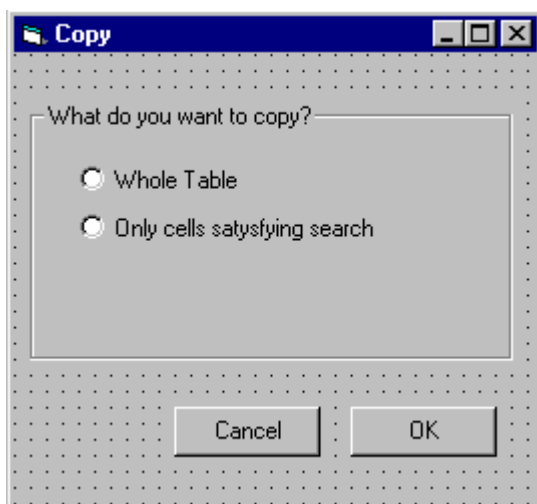 Copy
What do you want to copy?
Whole Table
Only cells satysfying search
Cancel
OK